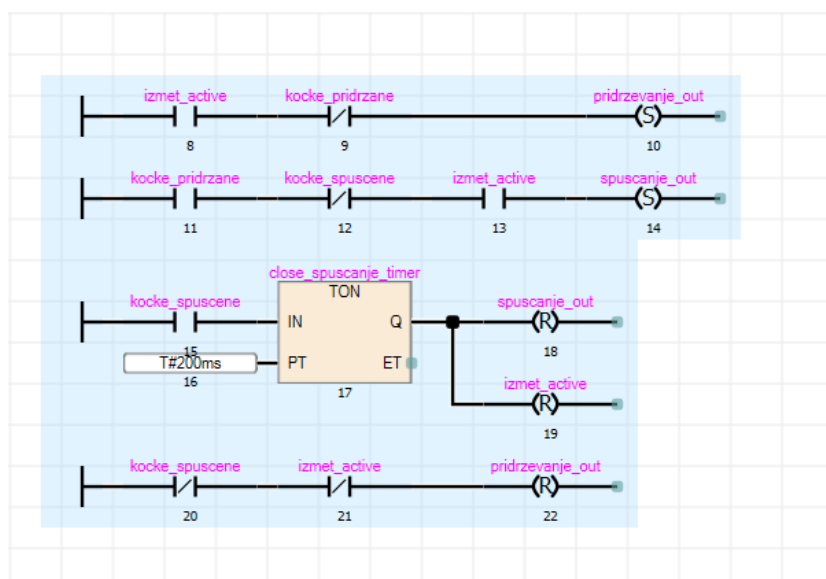 izmet_active kocke_pridrzane pridrzevanje_out
(S)
8 9 10
kocke_pridrzane kocke_spuscene izmet_active spuscanje_out
(S)
11 12 13 14
close_spuscanje_timer
TON
kocke_spuscene spuscanje_out
IN Q (R)
15 18
T#200ms PT ET
16 17
izmet_active
(R)
19
kocke_spuscene izmet_active pridrzevanje_out
(R)
20 21 22